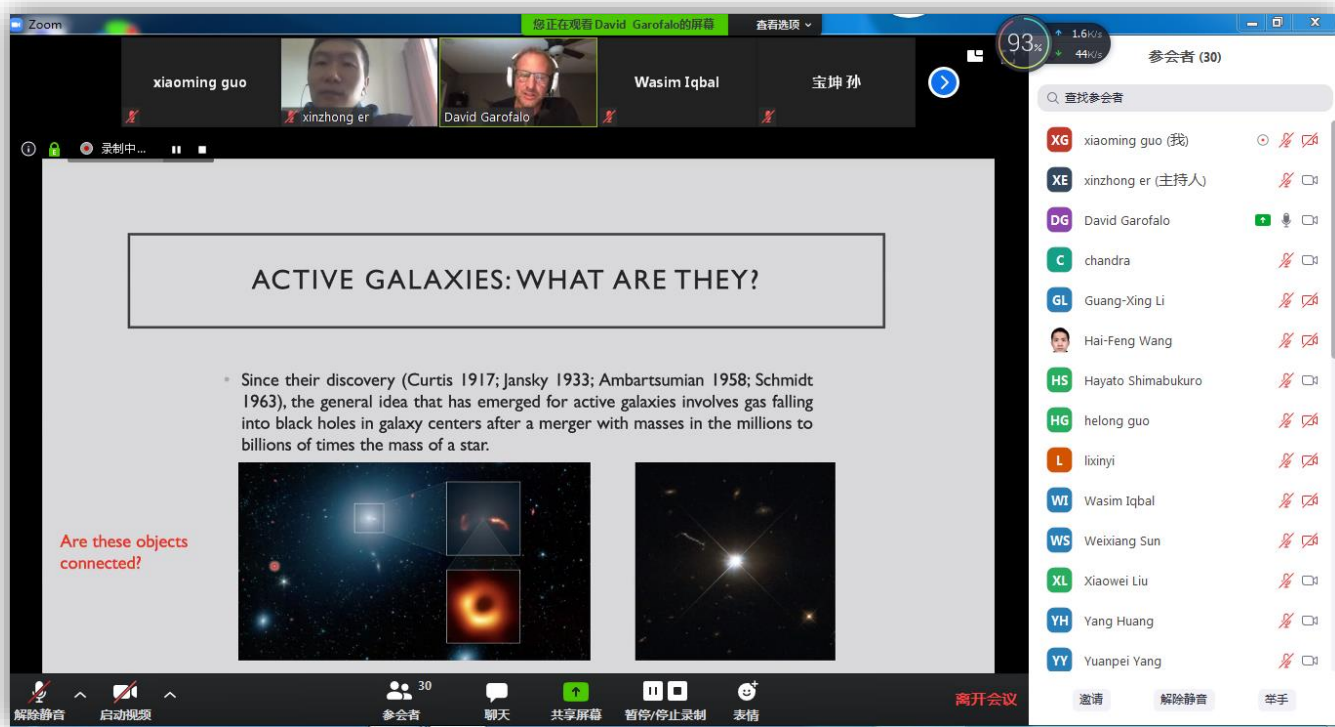 Zoom
您正在观看David Garofalo的屏幕
查看选项
93%
1.6K/s
44K/s
xiaoming guo
xinzhong er
David Garofalo
Wasim Iqbal
宝坤 孙
录制中...
ACTIVE GALAXIES: WHAT ARE THEY?
Since their discovery (Curtis 1917; Jansky 1933; Ambartsumian 1958; Schmidt
1963), the general idea that has emerged for active galaxies involves gas falling
into black holes in galaxy centers after a merger with masses in the millions to
billions of times the mass of a star.
Are these objects
connected?
参会者 (30)
查找参会者
XG xiaoming guo (我)
XE xinzhong er (主持人)
DG David Garofalo
C chandra
GL Guang-Xing Li
Hai-Feng Wang
HS Hayato Shimabukuro
HG helong guo
L lixinyi
WI Wasim Iqbal
WS Weixiang Sun
XL Xiaowei Liu
YH Yang Huang
YY Yuanpei Yang
解除静音
启动视频
30
参会者
聊天
共享屏幕
暂停/停止录制
表情
离开会议
邀请
解除静音
举手